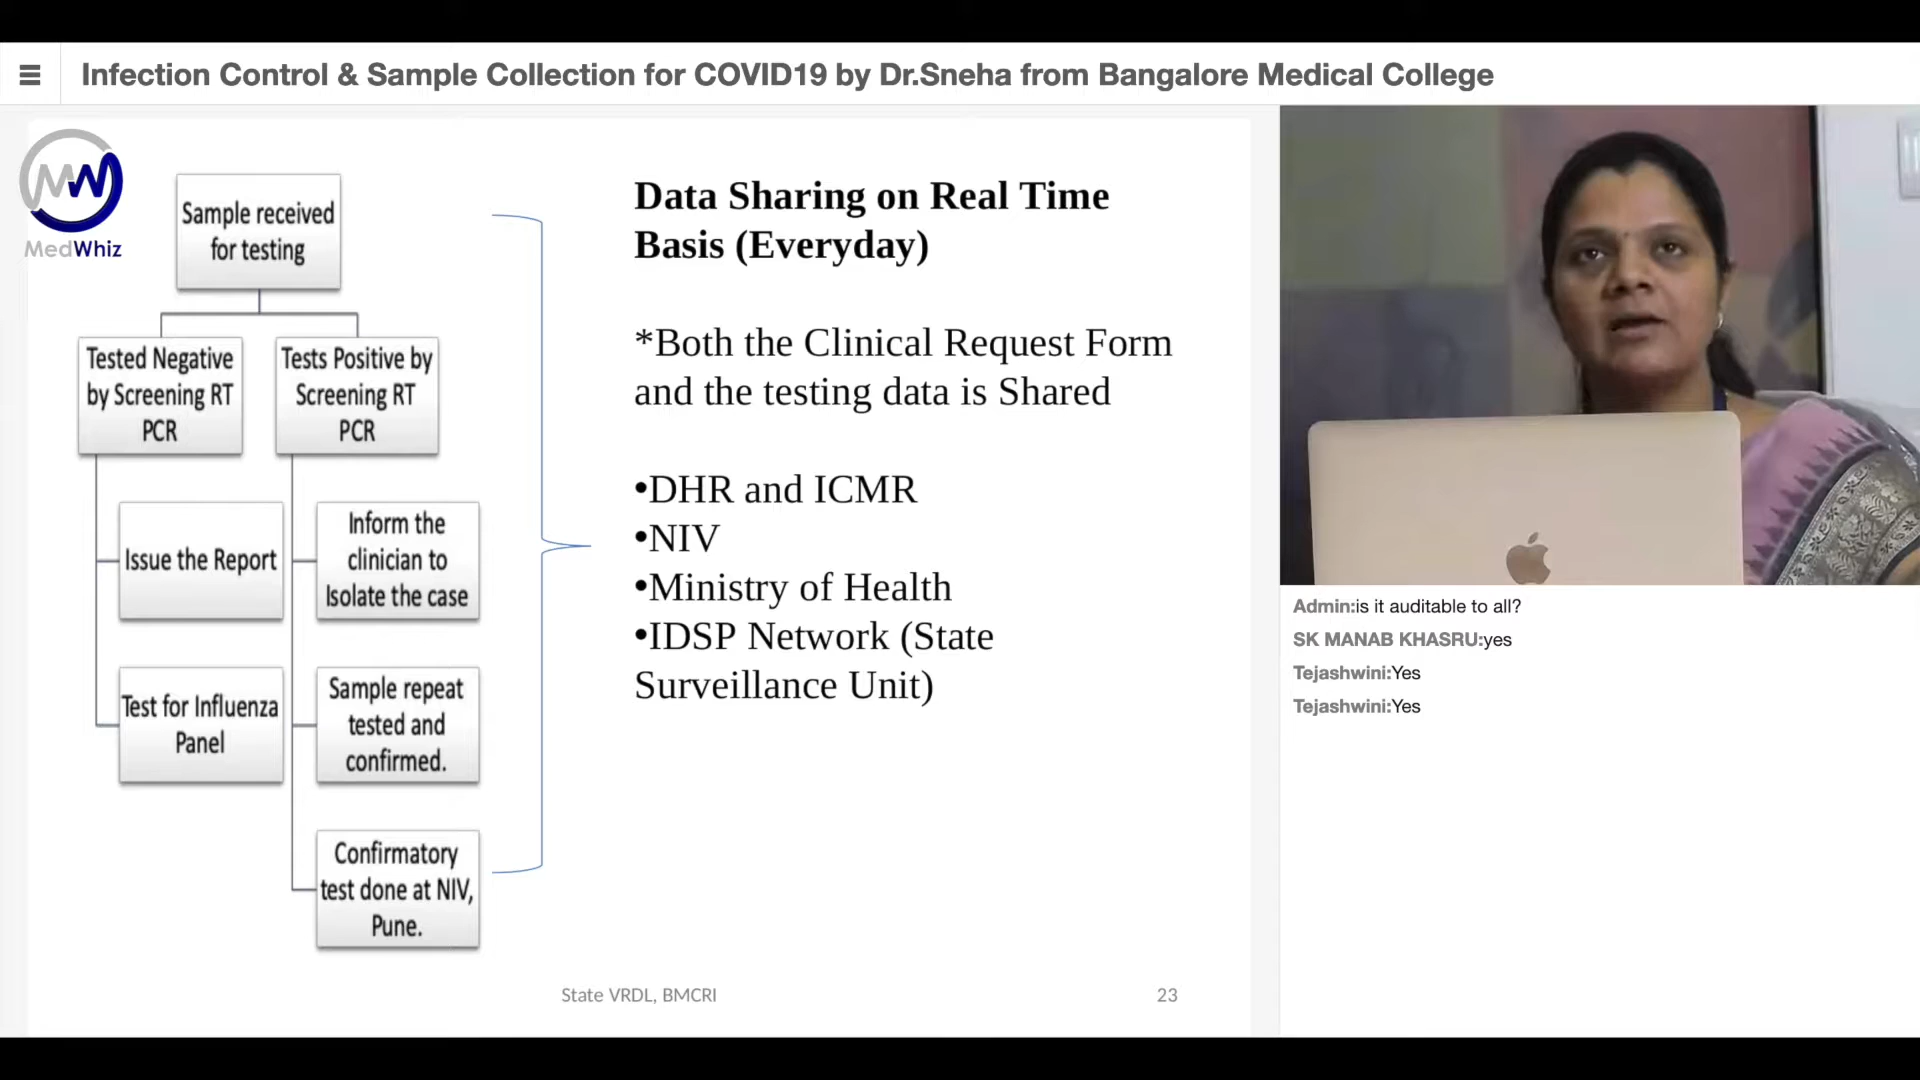 Infection Control & Sample Collection for COVID19 by Dr.Sneha from Bangalore Medical College
MW
MedWhiz
Sample received
for testing
Tested Negative
by Screening RT
PCR
Tests Positive by
Screening RT
PCR
Issue the Report
Inform the
clinician to
Isolate the case
Test for Influenza
Panel
Sample repeat
tested and
confirmed.
Confirmatory
test done at NIV,
Pune.
Data Sharing on Real Time
Basis (Everyday)
*Both the Clinical Request Form
and the testing data is Shared
•DHR and ICMR
•NIV
•Ministry of Health
•IDSP Network (State
Surveillance Unit)
State VRDL, BMCRI
23
Admin:is it auditable to all?
SK MANAB KHASRU:yes
Tejashwini:Yes
Tejashwini:Yes